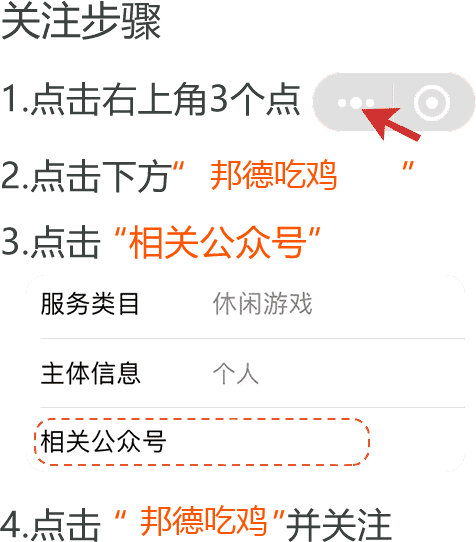 关注步骤
1.点击右上角3个点
2.点击下方“ 邦德吃鸡 ”
3.点击 “相关公众号”
服务类目 休闲游戏
主体信息 个人
相关公众号
4.点击 “ 邦德吃鸡”并关注